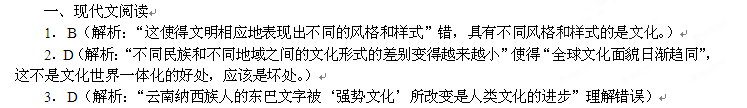 一、现代文阅读
1．B（解析：“这使得文明相应地表现出不同的风格和样式”错，具有不同风格和样式的是文化。）
2．D（解析：“不同民族和不同地域之间的文化形式的差别变得越来越小”使得“全球文化面貌日渐趋同”，
这不是文化世界一体化的好处，应该是坏处。）
3．D（解析：“云南纳西族人的东巴文字被‘强势文化’所改变是人类文化的进步”理解错误）